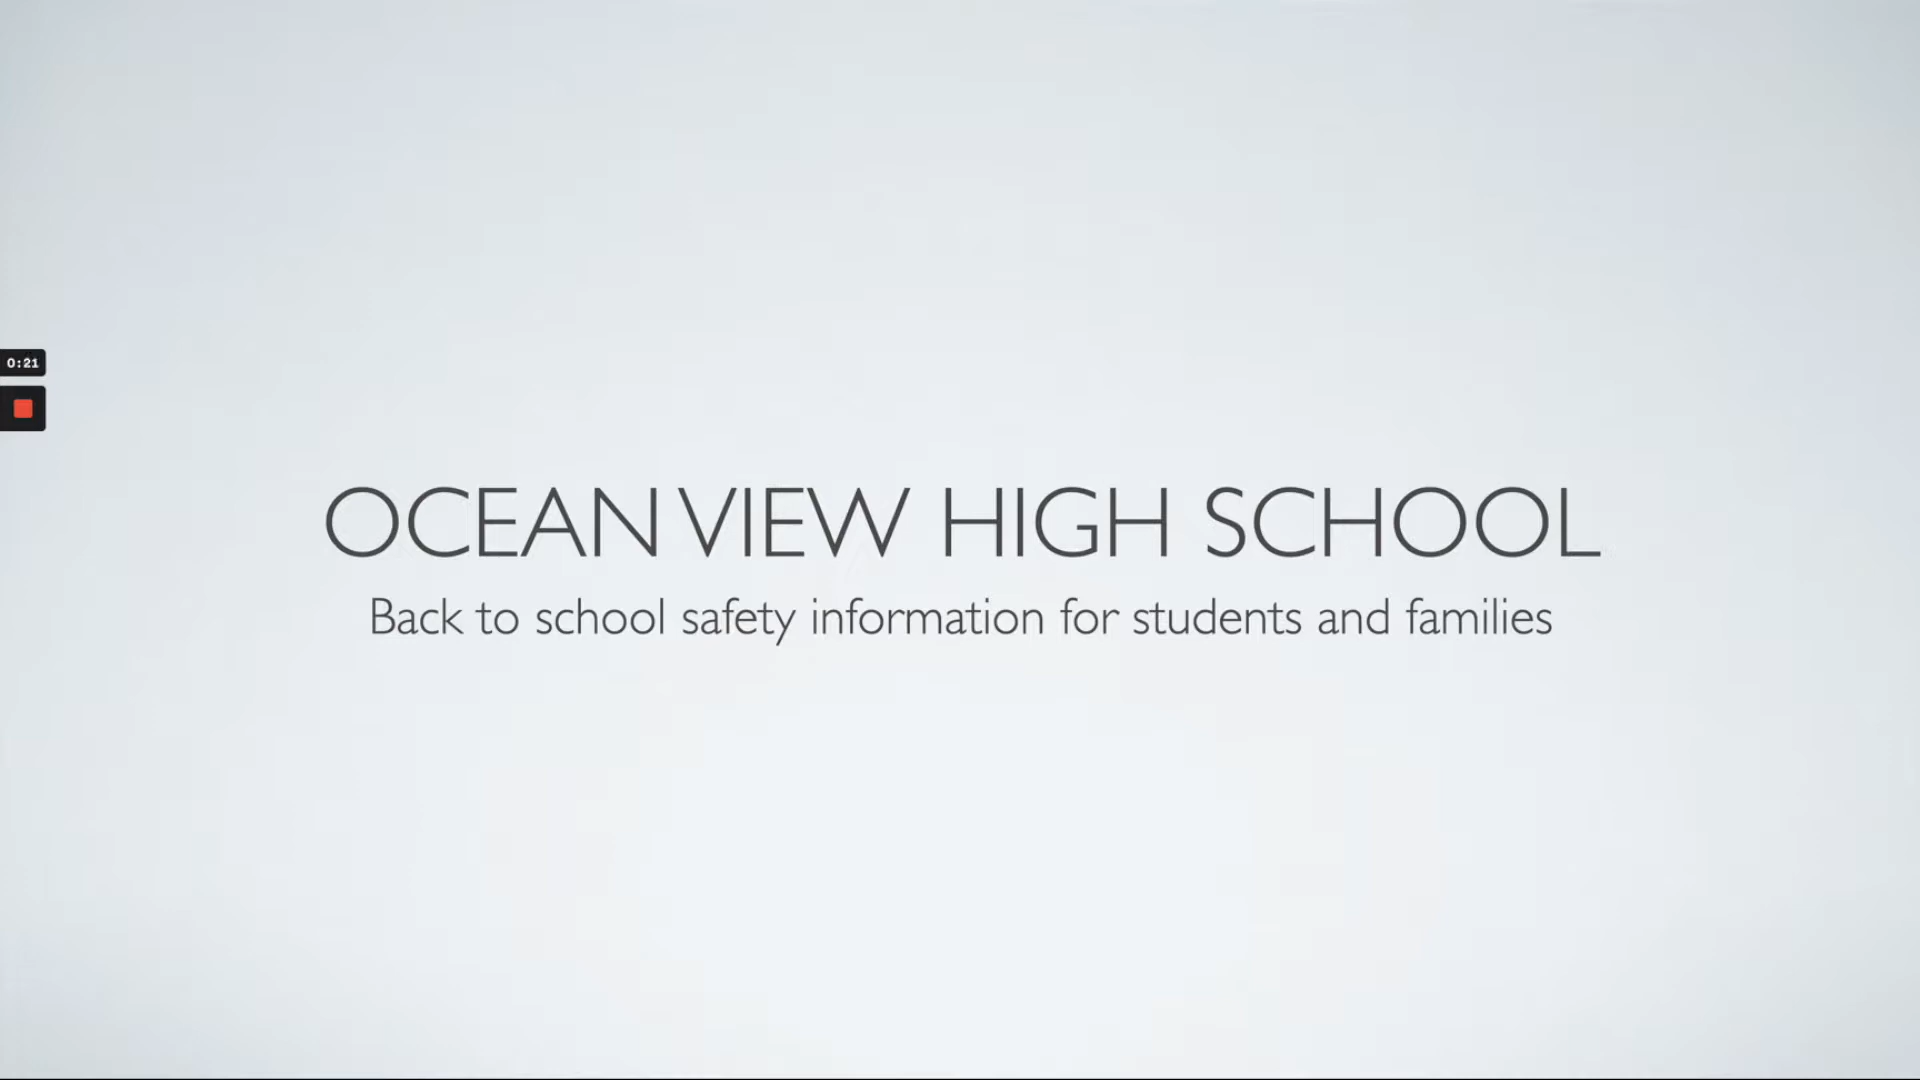 0:21
OCEAN VIEW HIGH SCHOOL
Back to school safety information for students and families